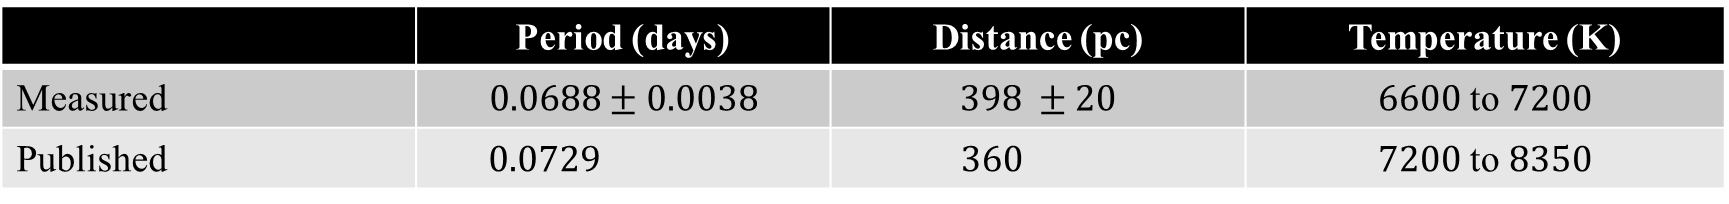 Period (days) Distance (pc) Temperature (K)
Measured 0.0688 ± 0.0038 398 ± 20 6600 to 7200
Published 0.0729 360 7200 to 8350